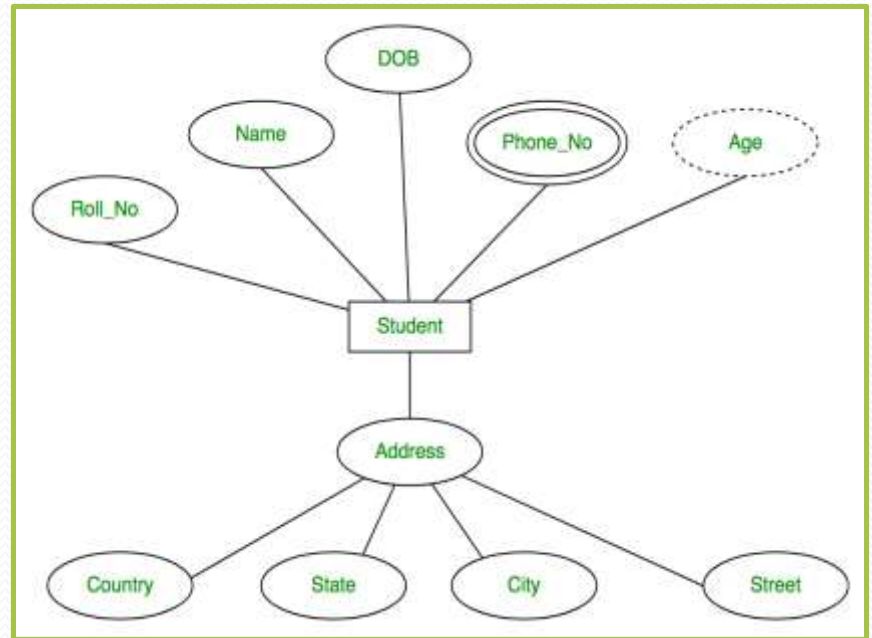 DOB
Name
Phone_No
Age
Roll_No
Student
Address
Country
State
City
Street